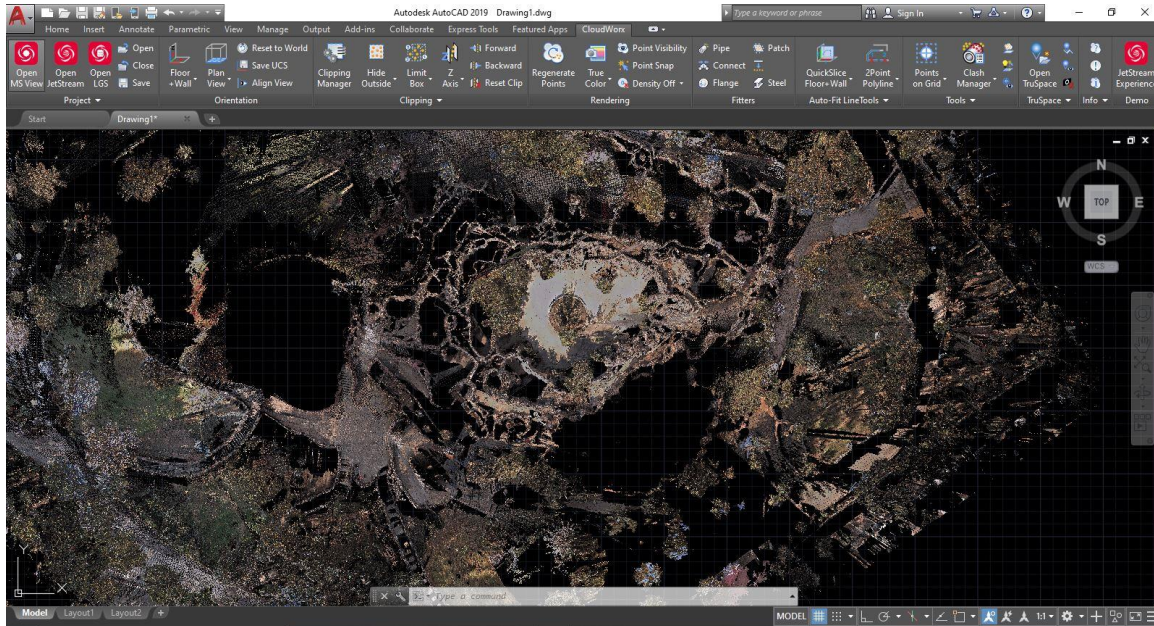 Autodesk AutoCAD 2019 Drawing1.dwg
Type a keyword or phrase
Sign In
Home Insert Annotate Parametric View Manage Output Add-ins Collaborate Express Tools Featured Apps CloudWorx
Open MS View
Open JetStream
Open LGS
Open
Close
Save
Project
Floor +Wall
Plan View
Reset to World
Save UCS
Align View
Orientation
Clipping Manager
Hide Outside
Limit Box
Z Axis
Forward
Backward
Reset Clip
Clipping
Regenerate Points
True Color
Point Visibility
Point Snap
Density Off
Rendering
Pipe
Connect
Flange
Patch
Steel
Fitters
QuickSlice Floor+Wall
2Point Polyline
Auto-Fit LineTools
Points on Grid
Clash Manager
Tools
Open TruSpace
TruSpace
Info
JetStream Experience
Demo
Start Drawing1*
N
W TOP E
S
WCS
Y
X
Type a command
Model Layout1 Layout2
MODEL 1:1